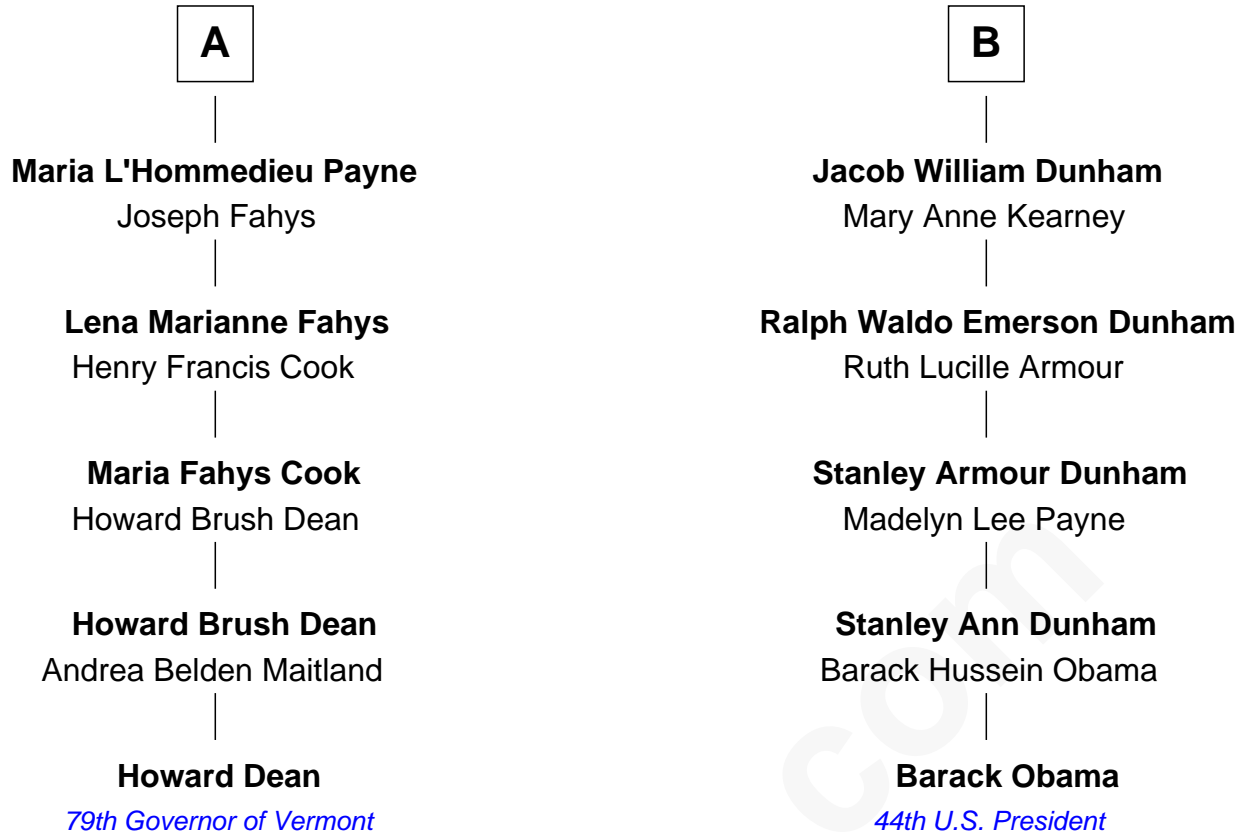 A
Maria L'Hommedieu Payne
Joseph Fahys
Lena Marianne Fahys
Henry Francis Cook
Maria Fahys Cook
Howard Brush Dean
Howard Brush Dean
Andrea Belden Maitland
Howard Dean
79th Governor of Vermont
B
Jacob William Dunham
Mary Anne Kearney
Ralph Waldo Emerson Dunham
Ruth Lucille Armour
Stanley Armour Dunham
Madelyn Lee Payne
Stanley Ann Dunham
Barack Hussein Obama
Barack Obama
44th U.S. President
com